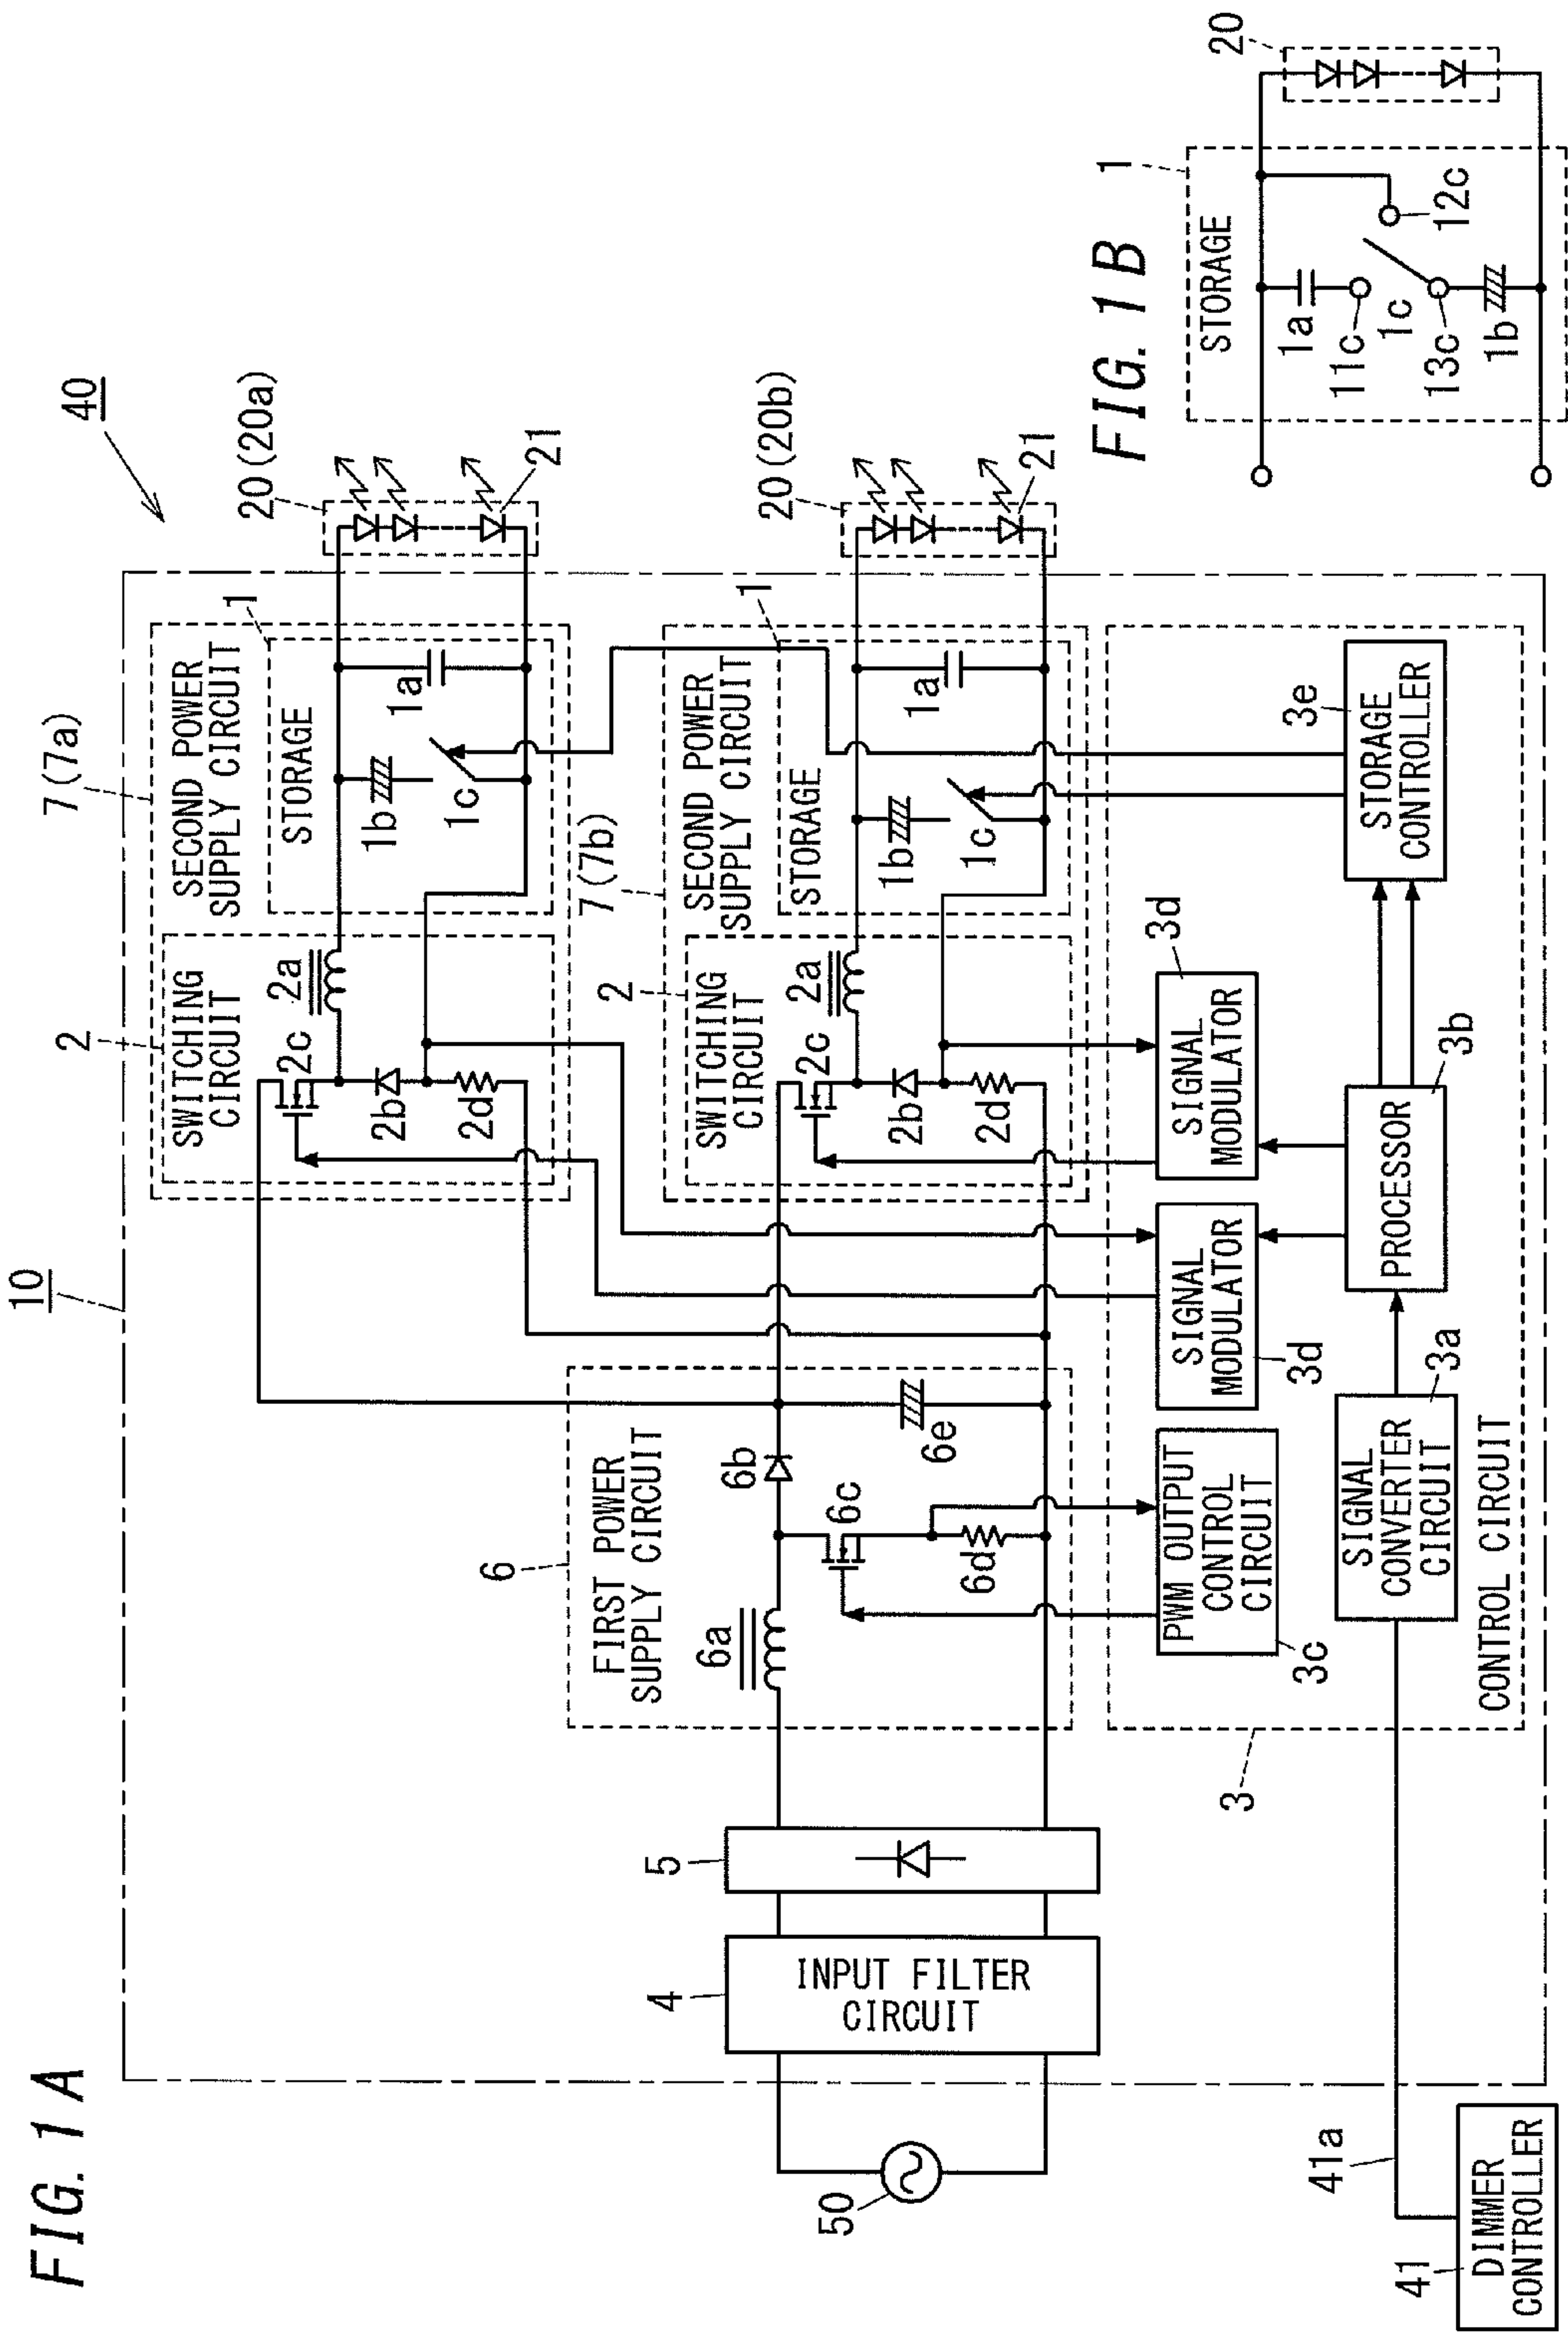 FIG. 1A
10
40
7(7a)
SECOND POWER
SUPPLY CIRCUIT
2
SWITCHING
CIRCUIT
2c
2a
2b
2d
STORAGE
1
1b
1c
1a
20(20a)
21
7(7b)
SECOND POWER
SUPPLY CIRCUIT
2
SWITCHING
CIRCUIT
2c
2a
2b
2d
STORAGE
1
1b
1c
1a
20(20b)
21
50
4
INPUT FILTER
CIRCUIT
5
6
FIRST POWER
SUPPLY CIRCUIT
6a
6b
6c
6d
6e
3
PWM OUTPUT
CONTROL
CIRCUIT
3c
SIGNAL
MODULATOR
3d
SIGNAL
MODULATOR
3d
SIGNAL
CONVERTER
CIRCUIT
3a
PROCESSOR
3b
STORAGE
CONTROLLER
3e
CONTROL CIRCUIT
41
DIMMER
CONTROLLER
41a
FIG. 1B
STORAGE
1
1a
11c
1c
12c
13c
1b
20